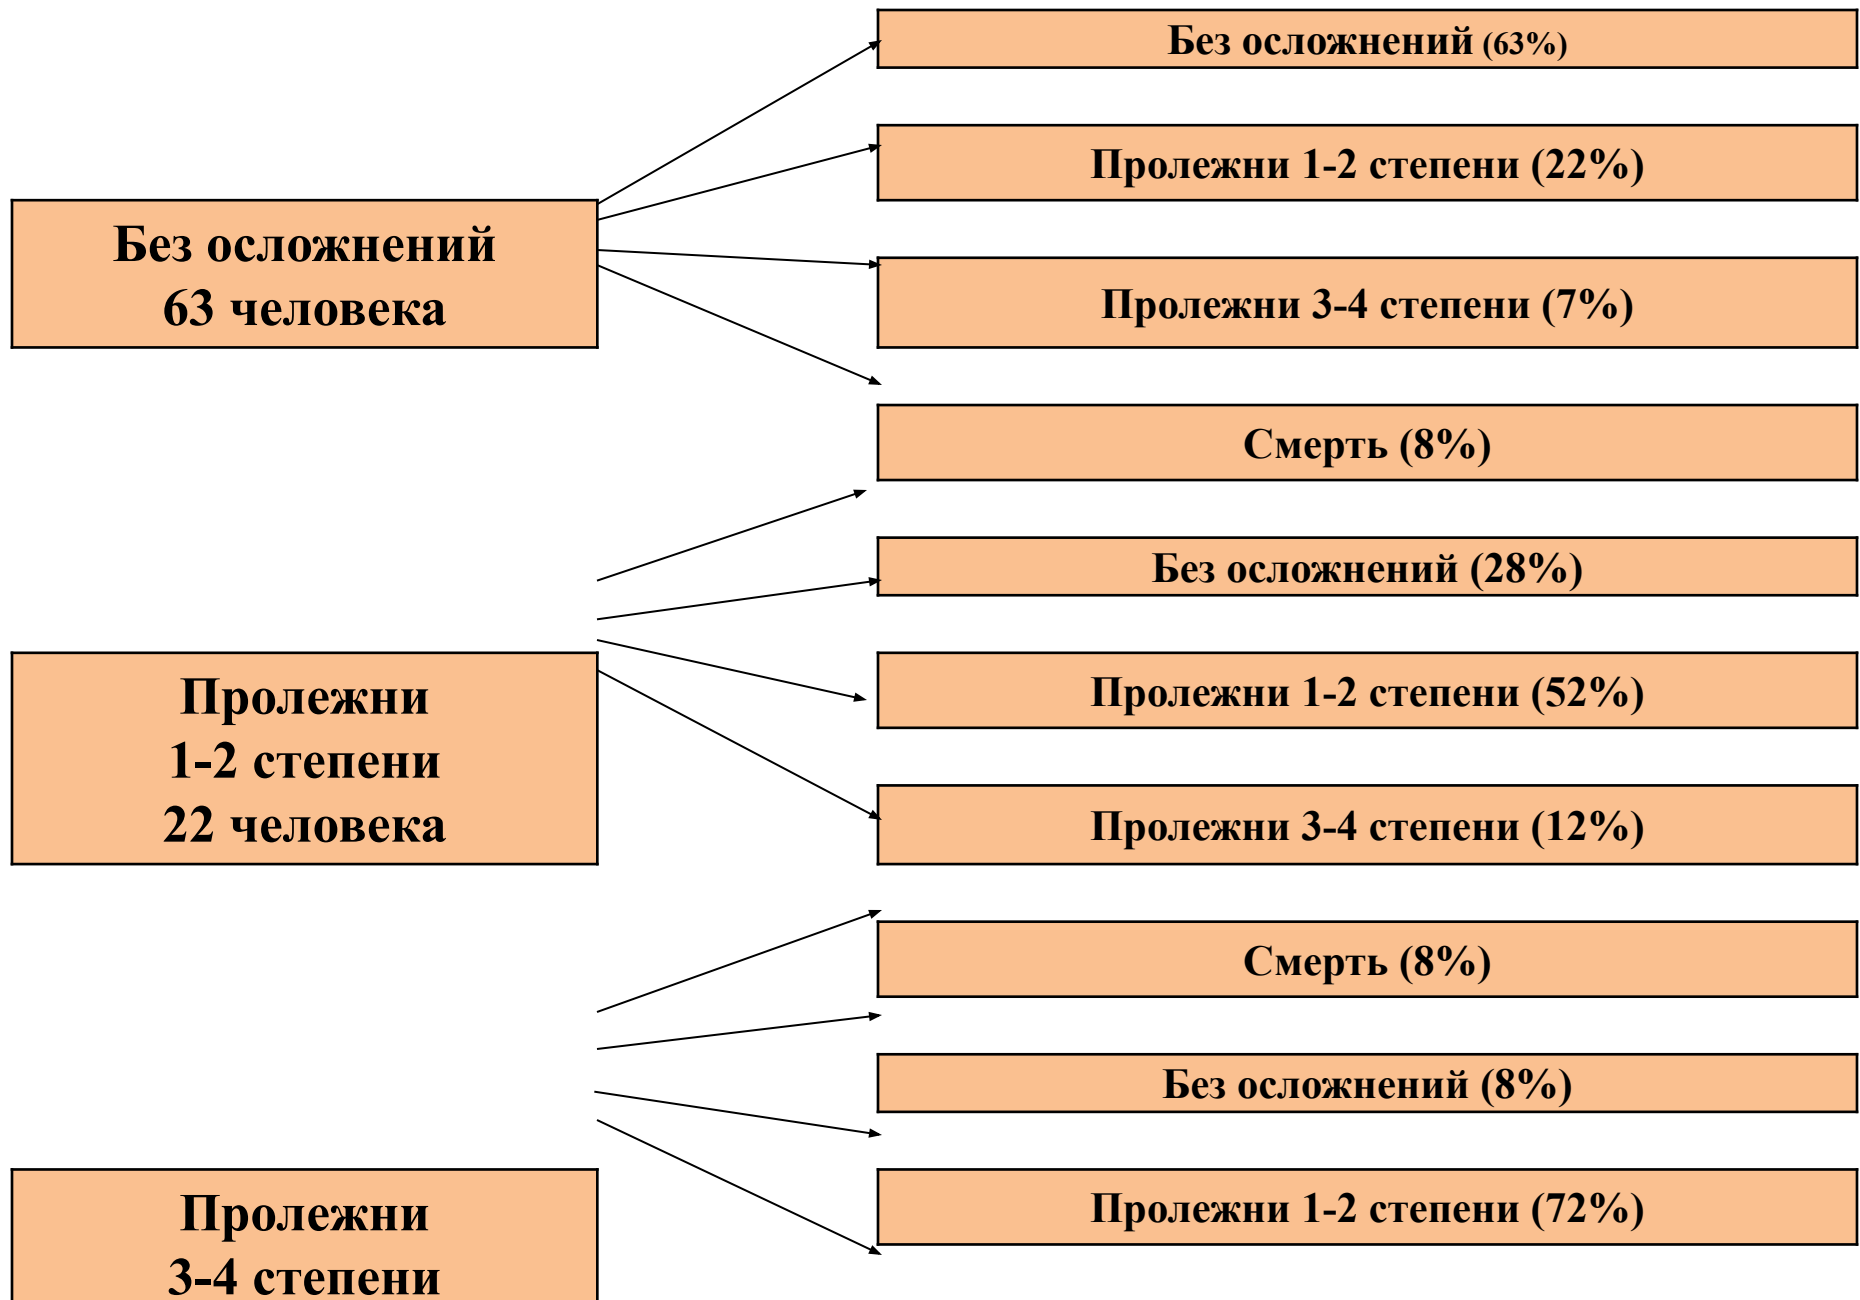 Без осложнений (63%)
Пролежни 1-2 степени (22%)
Без осложнений
63 человека
Пролежни 3-4 степени (7%)
Смерть (8%)
Без осложнений (28%)
Пролежни
1-2 степени
22 человека
Пролежни 1-2 степени (52%)
Пролежни 3-4 степени (12%)
Смерть (8%)
Без осложнений (8%)
Пролежни
3-4 степени
Пролежни 1-2 степени (72%)